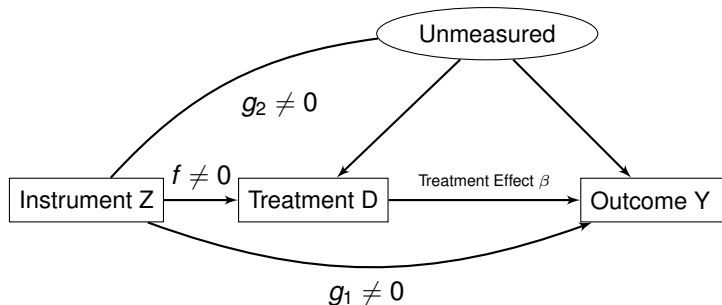 Unmeasured
g₂ ≠ 0
f ≠ 0
Instrument Z
Treatment D
Treatment Effect β
Outcome Y
g₁ ≠ 0